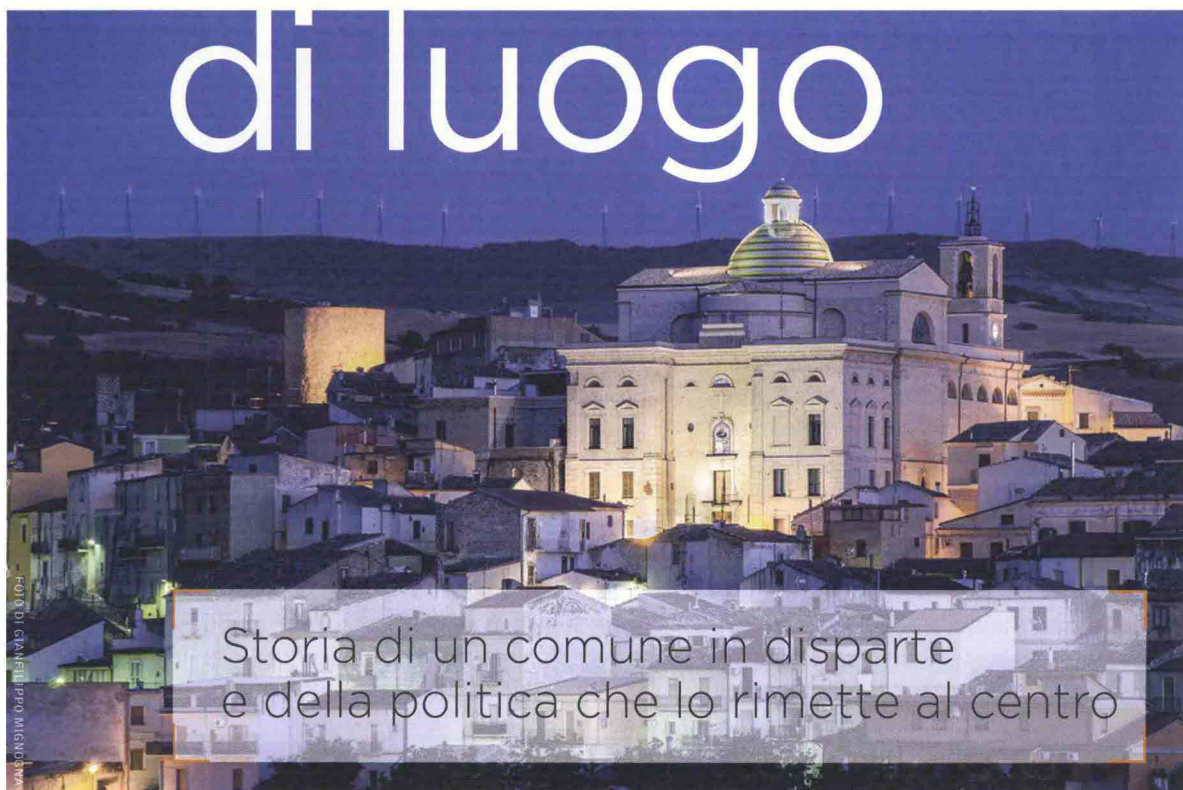 di luogo
Storia di un comune in disparte
e della politica che lo rimette al centro
FOTO DI GIANFILIPPO MIGNOGNA